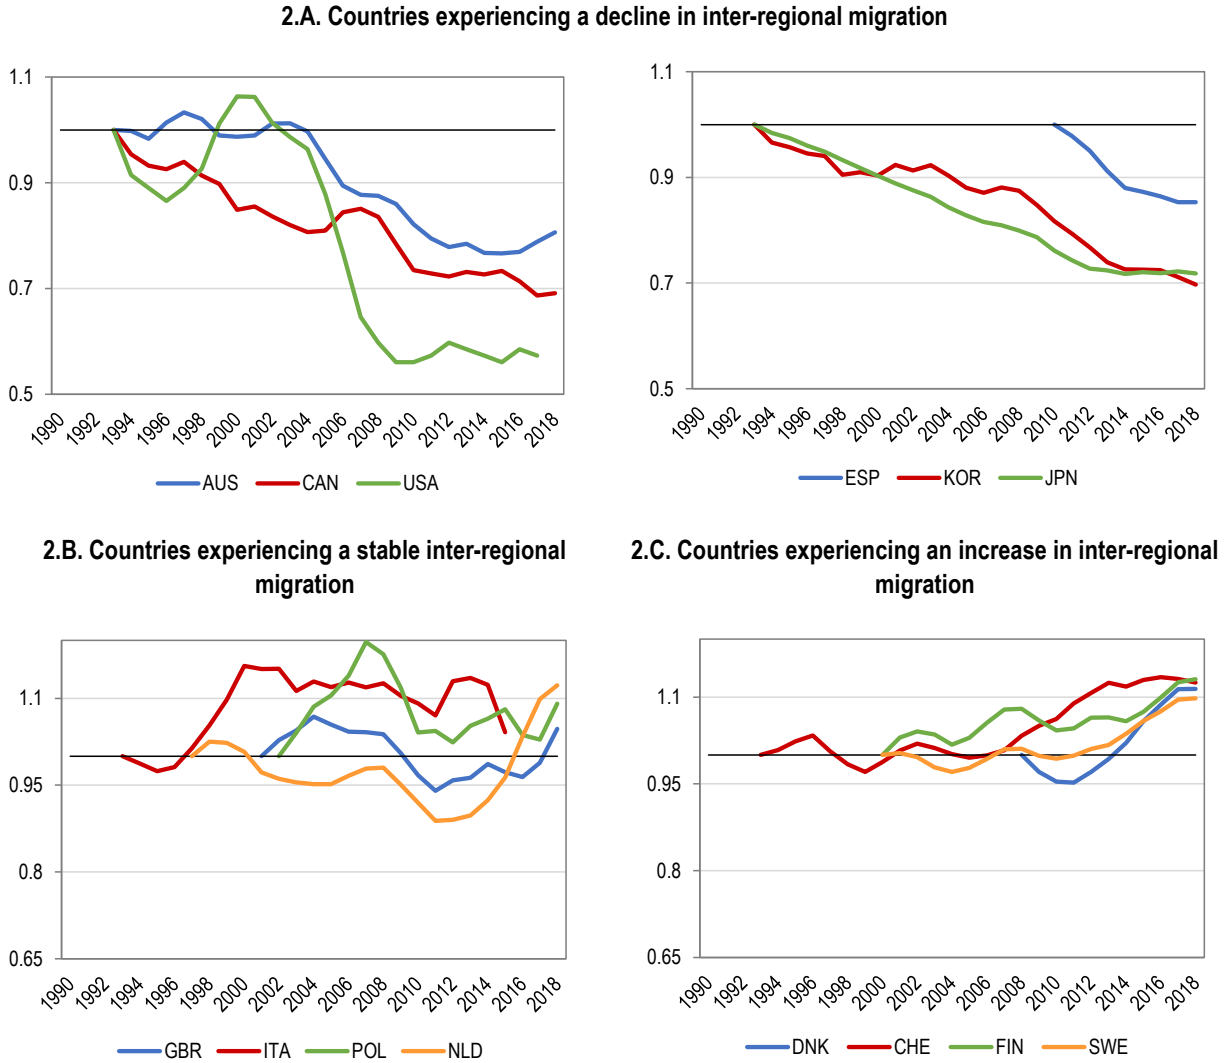 2.A. Countries experiencing a decline in inter-regional migration
1.1
0.9
0.7
0.5
1990 1992 1994 1996 1998 2000 2002 2004 2006 2008 2010 2012 2014 2016 2018
AUS CAN USA
1.1
0.9
0.7
0.5
1990 1992 1994 1996 1998 2000 2002 2004 2006 2008 2010 2012 2014 2016 2018
ESP KOR JPN
2.B. Countries experiencing a stable inter-regional
migration
1.1
0.95
0.8
0.65
1990 1992 1994 1996 1998 2000 2002 2004 2006 2008 2010 2012 2014 2016 2018
GBR ITA POL NLD
2.C. Countries experiencing an increase in inter-regional
migration
1.1
0.95
0.8
0.65
1990 1992 1994 1996 1998 2000 2002 2004 2006 2008 2010 2012 2014 2016 2018
DNK CHE FIN SWE